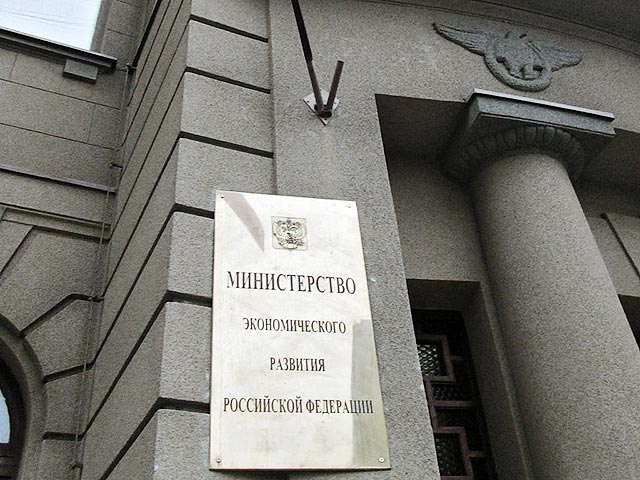 МИНИСТЕРСТВО
ЭКОНОМИЧЕСКОГО
РАЗВИТИЯ
РОССИЙСКОЙ ФЕДЕРАЦИИ